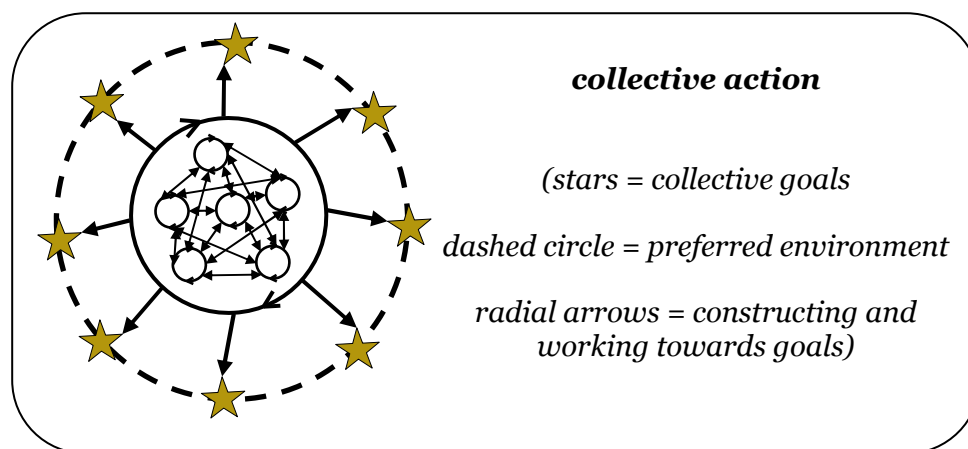 collective action
(stars = collective goals
dashed circle = preferred environment
radial arrows = constructing and
working towards goals)